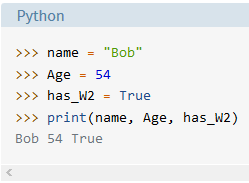 Python
>>> name = "Bob"
>>> Age = 54
>>> has_W2 = True
>>> print(name, Age, has_W2)
Bob 54 True